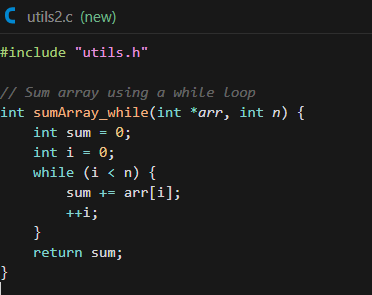 utils2.c (new)
#include "utils.h"
// Sum array using a while loop
int sumArray_while(int *arr, int n) {
    int sum = 0;
    int i = 0;
    while (i < n) {
        sum += arr[i];
        ++i;
    }
    return sum;
}